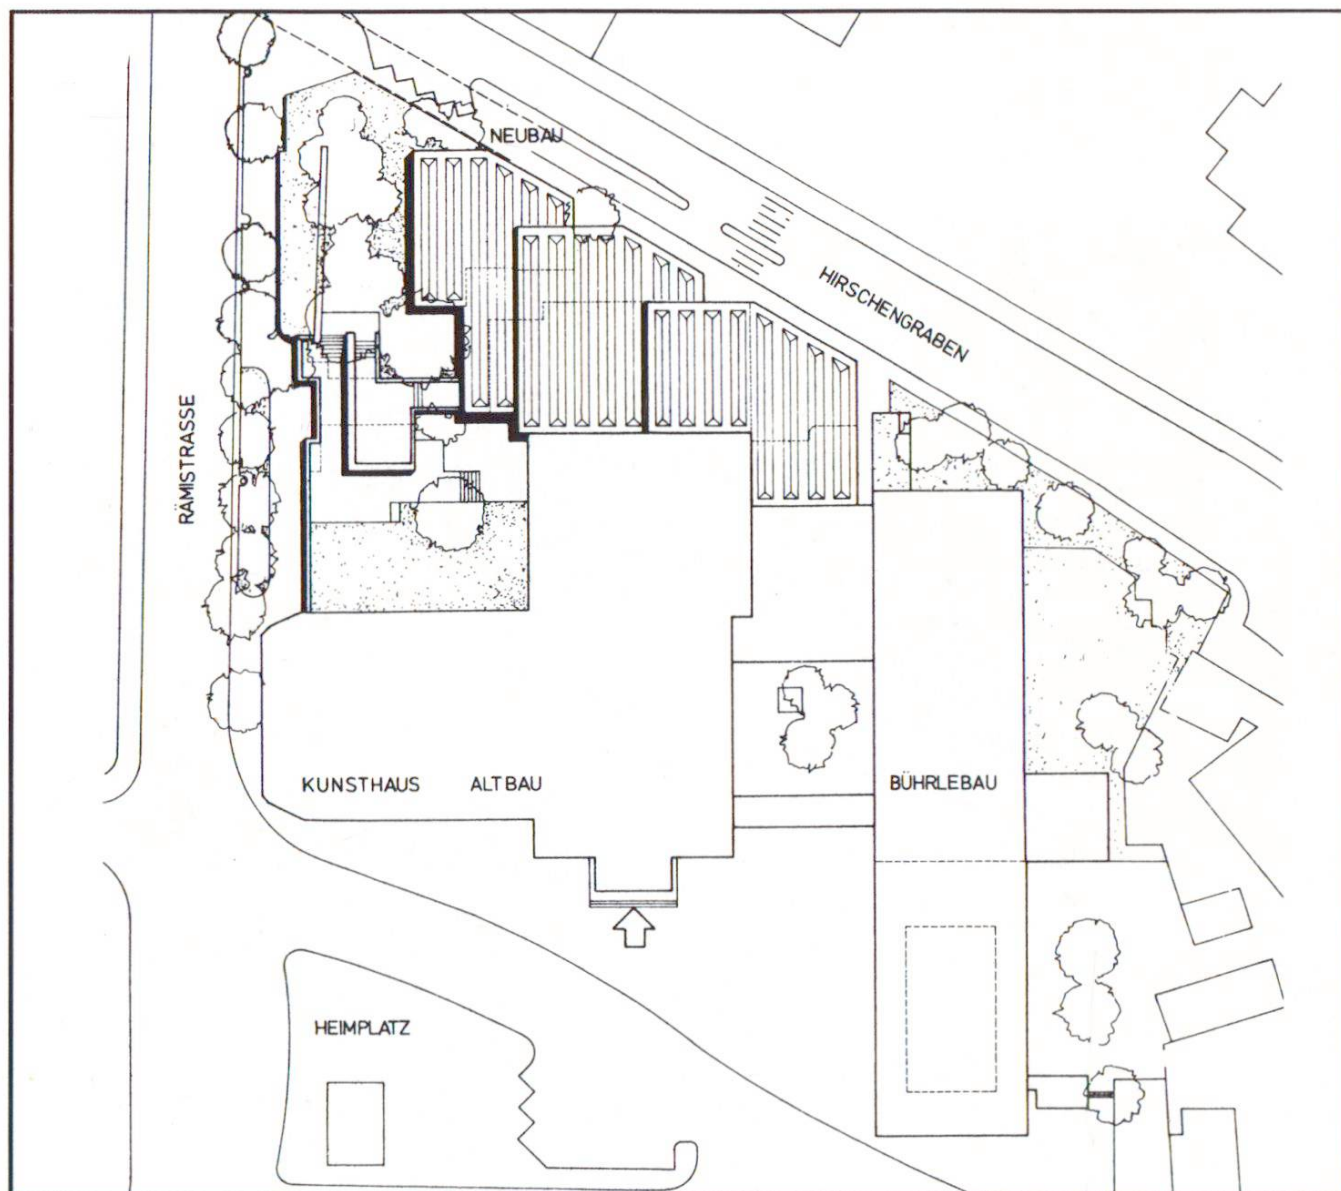 NEUBAU
HIRSCHENGRABEN
RÄMISTRASSE
KUNSTHAUS ALTBAU
BÜHRLEBAU
HEIMPLATZ